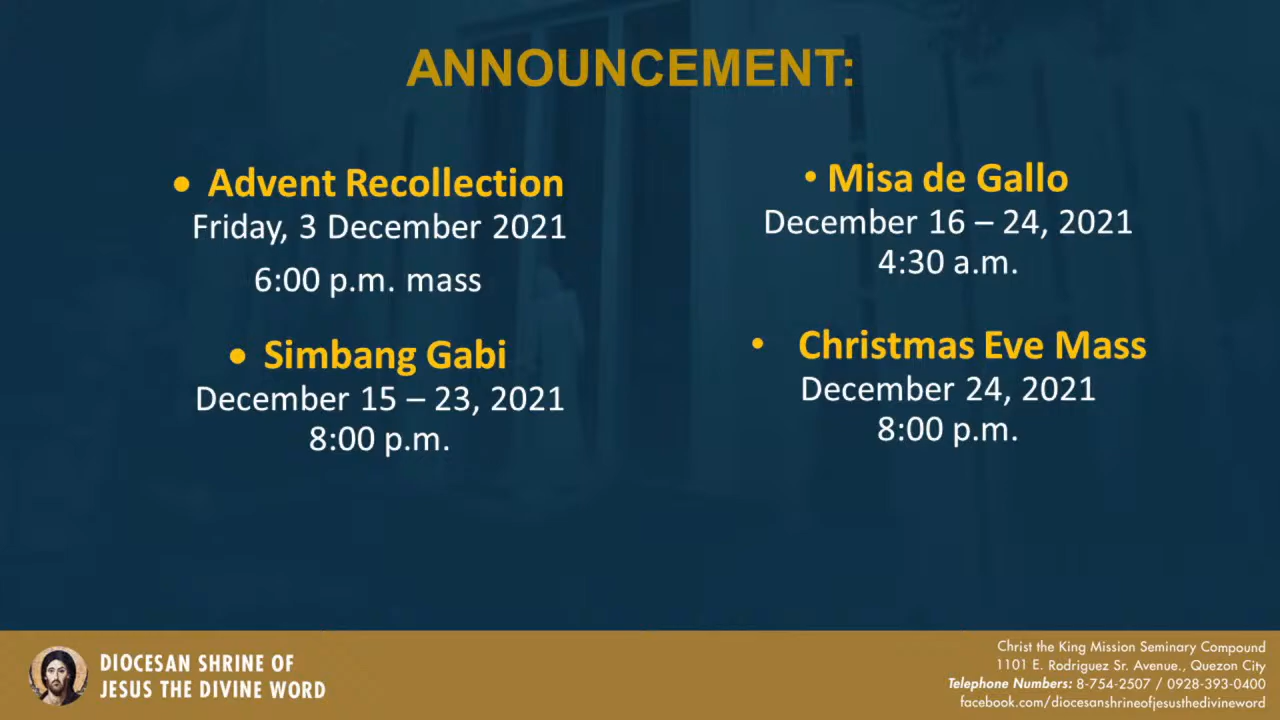 ANNOUNCEMENT:
• Advent Recollection
Friday, 3 December 2021
6:00 p.m. mass
• Simbang Gabi
December 15 – 23, 2021
8:00 p.m.
• Misa de Gallo
December 16 – 24, 2021
4:30 a.m.
• Christmas Eve Mass
December 24, 2021
8:00 p.m.
DIOCESAN SHRINE OF
JESUS THE DIVINE WORD
Christ the King Mission Seminary Compound
1101 E. Rodriguez Sr. Avenue., Quezon City
Telephone Numbers: 8-754-2507 / 0928-393-0400
facebook.com/diocesanshrineofjesusthedivineword